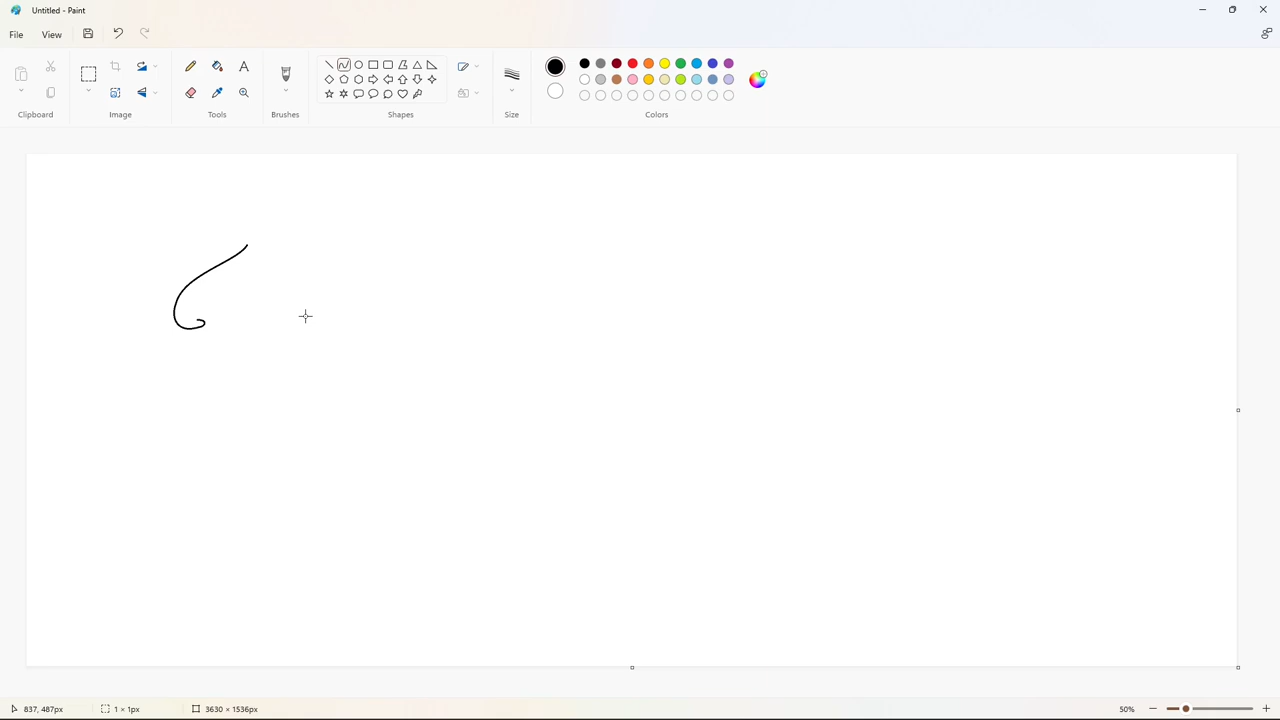 Untitled - Paint
File
View
Clipboard
Image
Tools
Brushes
Shapes
Size
Colors
837, 487px
1 × 1px
3630 × 1536px
50%